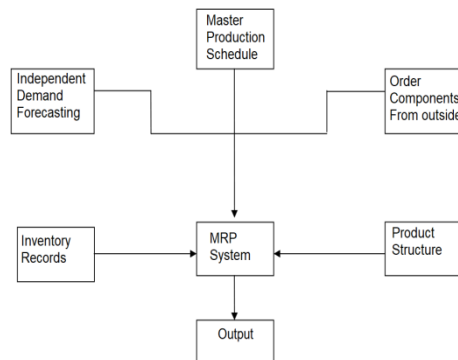 Master
Production
Schedule
Independent
Demand
Forecasting
Order
Components
From outside
Inventory
Records
MRP
System
Product
Structure
Output